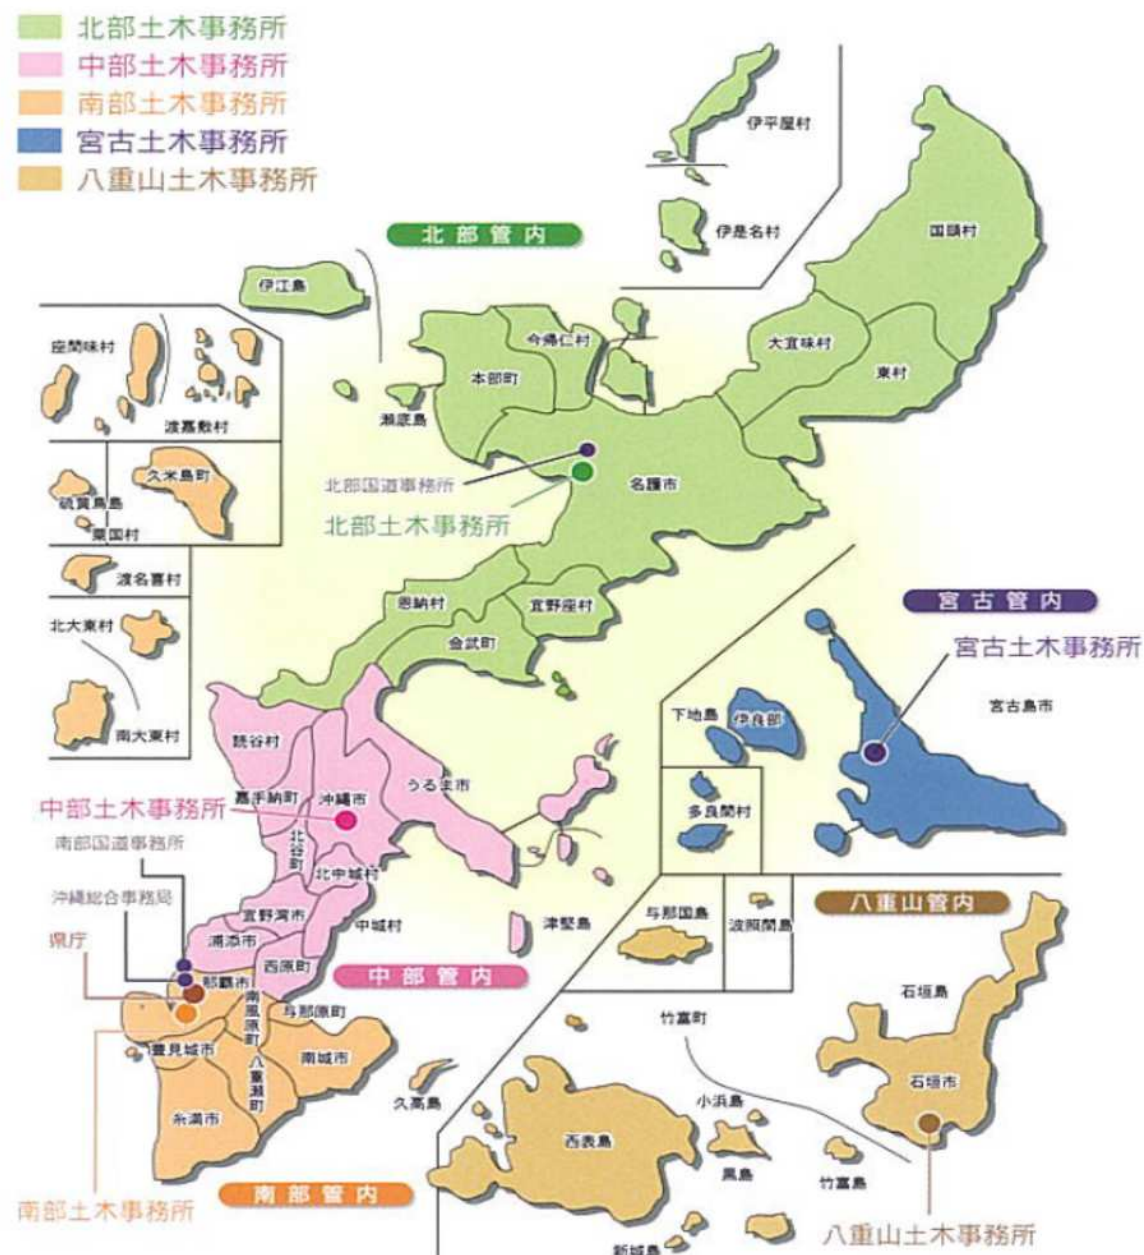 北部土木事務所
中部土木事務所
南部土木事務所
宮古土木事務所
八重山土木事務所
伊平屋村
伊是名村
国頭村
北部管内
伊江島
今帰仁村
大宜味村
東村
本部町
瀬底島
座間味村
渡嘉敷村
久米島町
硫黄鳥島
粟国村
渡名喜村
北大東村
南大東村
北部国道事務所
北部土木事務所
名護市
恩納村
宜野座村
金武町
宮古管内
宮古土木事務所
宮古島市
下地島
伊良部
多良間村
読谷村
嘉手納町
沖縄市
うるま市
中部土木事務所
南部国道事務所
北谷町
北中城村
沖縄総合事務局
宜野湾市
中城村
津堅島
県庁
浦添市
西原町
中部管内
那覇市
南風原町
与那原町
豊見城市
八重瀬町
南城市
糸満市
久高島
南部土木事務所
南部管内
与那国島
波照間島
八重山管内
石垣島
竹富町
石垣市
小浜島
西表島
黒島
竹富島
新城島
八重山土木事務所